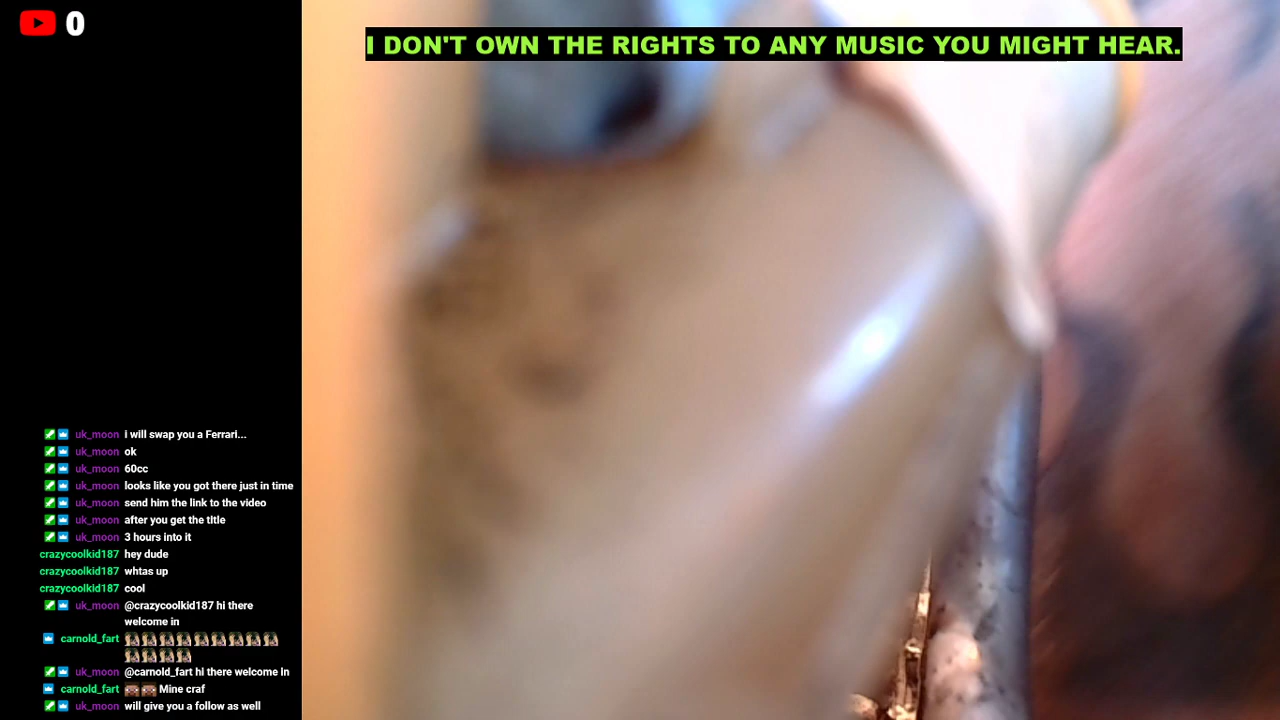 0
I DON'T OWN THE RIGHTS TO ANY MUSIC YOU MIGHT HEAR.
uk_moon i will swap you a Ferrari...
uk_moon ok
uk_moon 60cc
uk_moon looks like you got there just in time
uk_moon send him the link to the video
uk_moon after you get the title
uk_moon 3 hours into it
crazycoolkid187 hey dude
crazycoolkid187 whtas up
crazycoolkid187 cool
uk_moon @crazycoolkid187 hi there
welcome in
carnold_fart
uk_moon @carnold_fart hi there welcome in
carnold_fart Mine craf
uk_moon will give you a follow as well